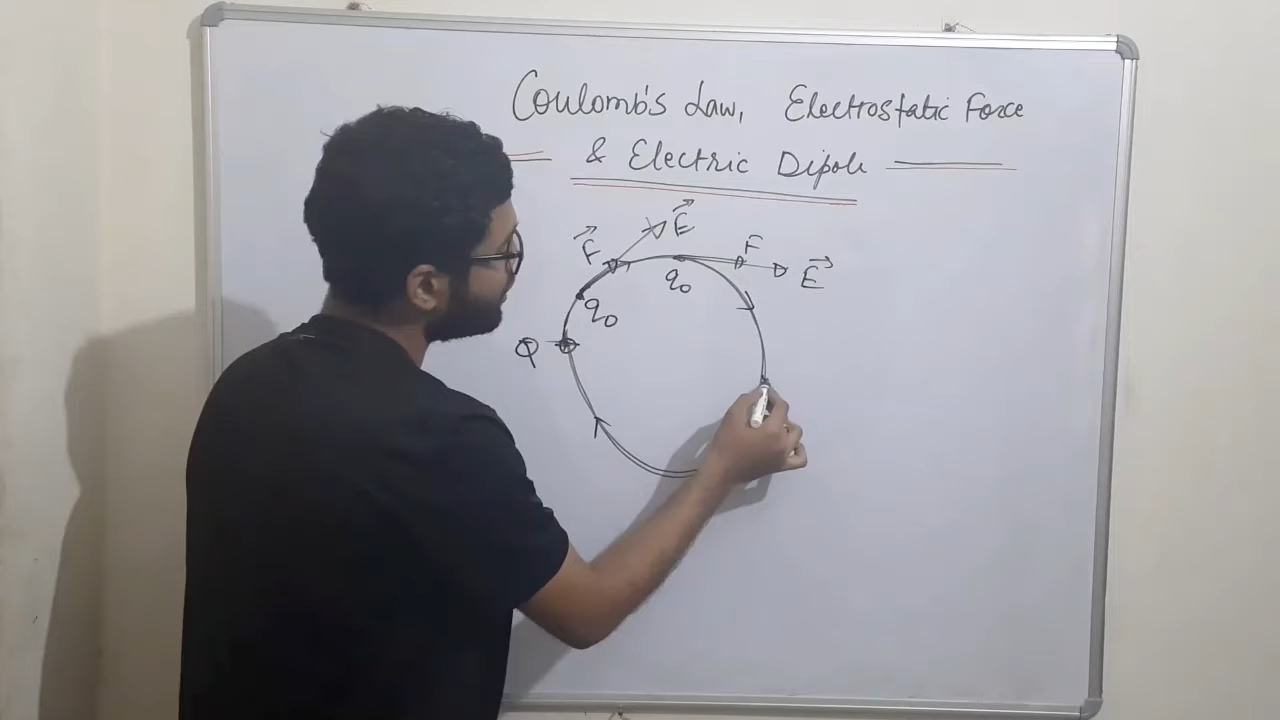 Coulomb's Law, Electrostatic Force
& Electric Dipole
F E
F E
q0
q0
Q